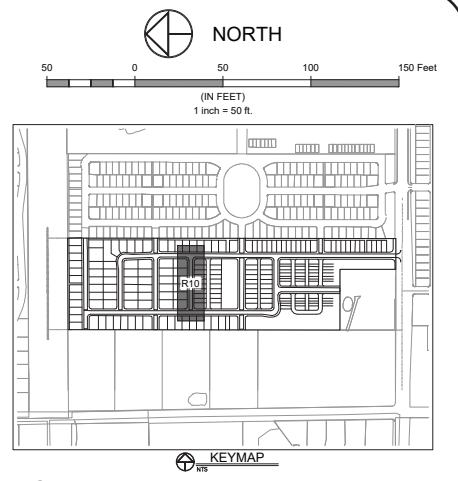 NORTH
50 0 50 100 150 Feet
(IN FEET)
1 inch = 50 ft.
R10
KEYMAP
NTS